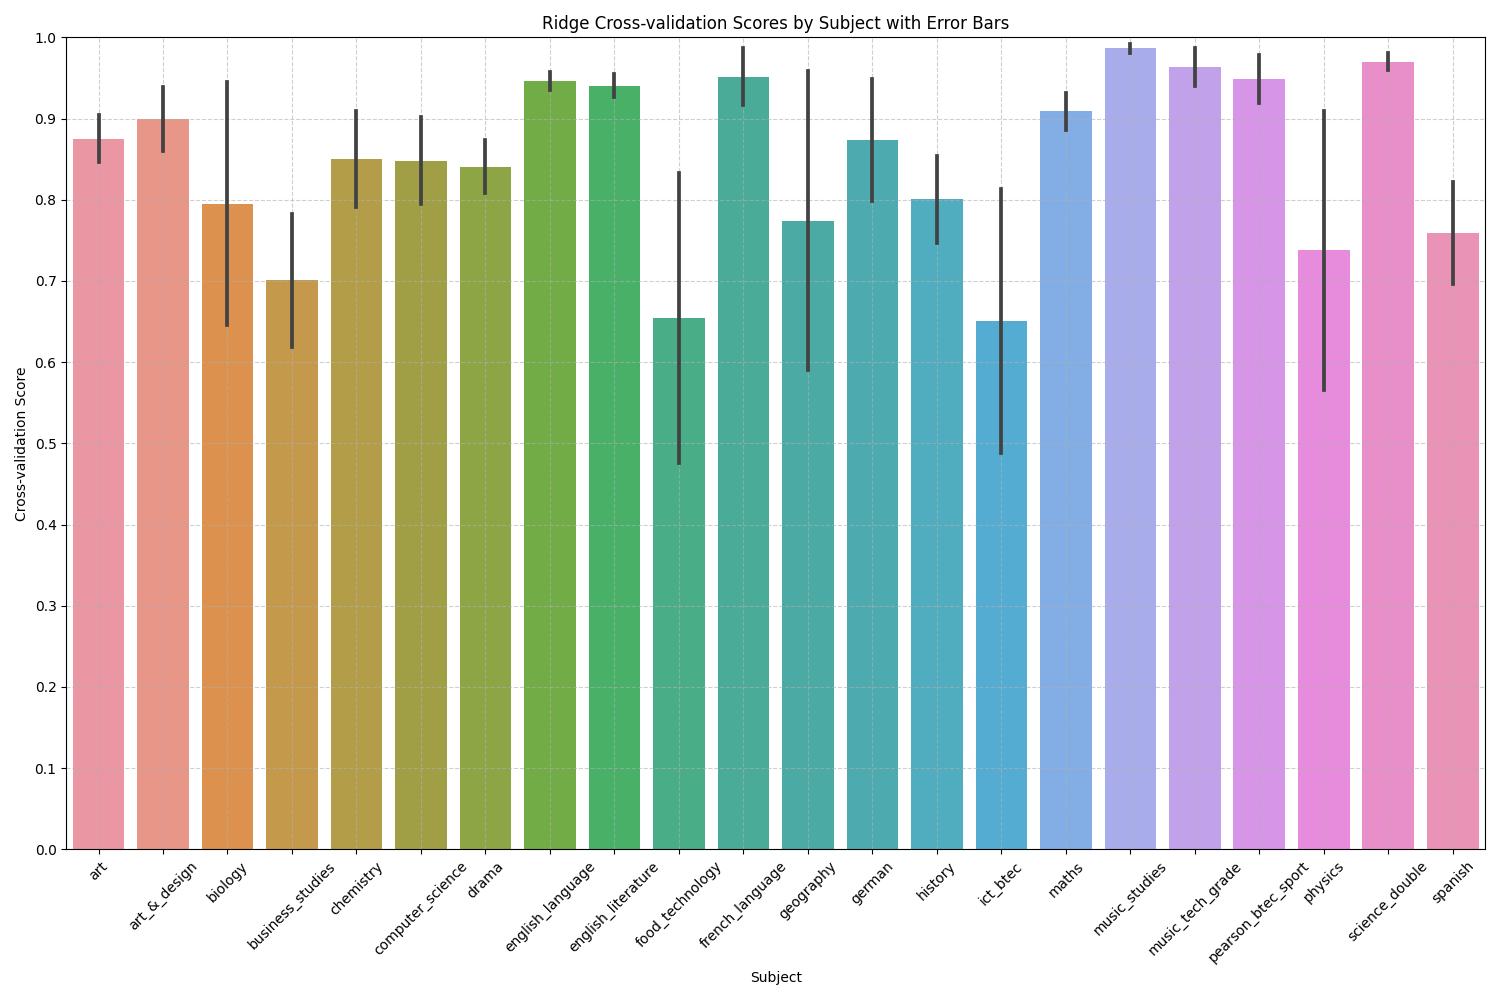 Ridge Cross-validation Scores by Subject with Error Bars
Cross-validation Score
1.0
0.9
0.8
0.7
0.6
0.5
0.4
0.3
0.2
0.1
0.0
art
art_&_design
biology
business_studies
chemistry
computer_science
drama
english_language
english_literature
food_technology
french_language
geography
german
history
ict_btec
maths
music_studies
music_tech_grade
pearson_btec_sport
physics
science_double
spanish
Subject